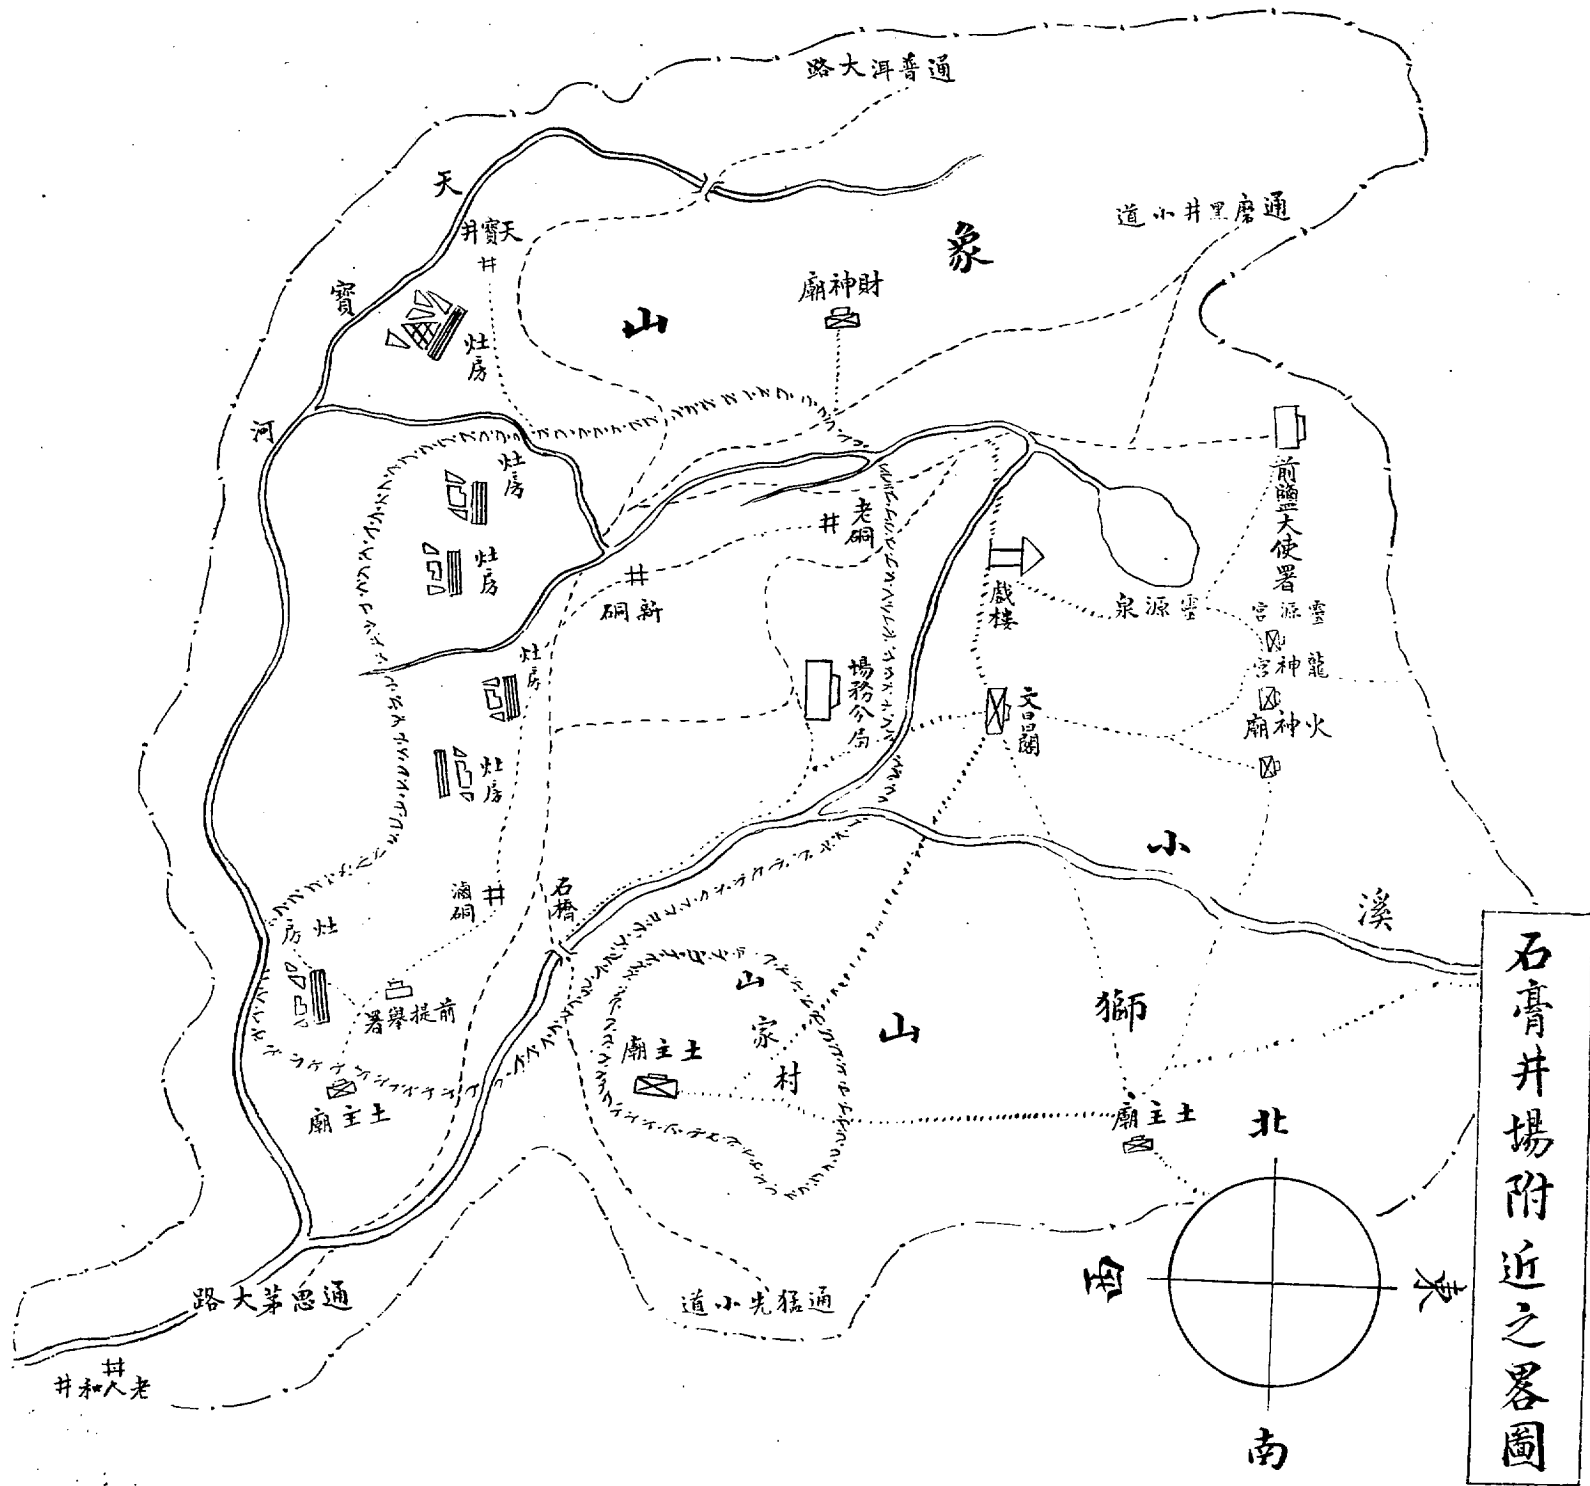 石膏井場附近之畧圖
通普洱大路
通磨黑井小道
象
山
天
寶
河
天寶井
財神廟
灶房
灶房
灶房
灶房
灶房
灶房
前鹽大使署
老硐
新硐
戲楼
靈源泉
靈源宮
龍神宮
火神廟
場務分局
文昌閣
小
溪
滷硐
石橋
前提舉署
土主廟
土主廟
山
家
村
山
獅
土主廟
北
東
西
南
通思茅大路
通猛先小道
老人和井